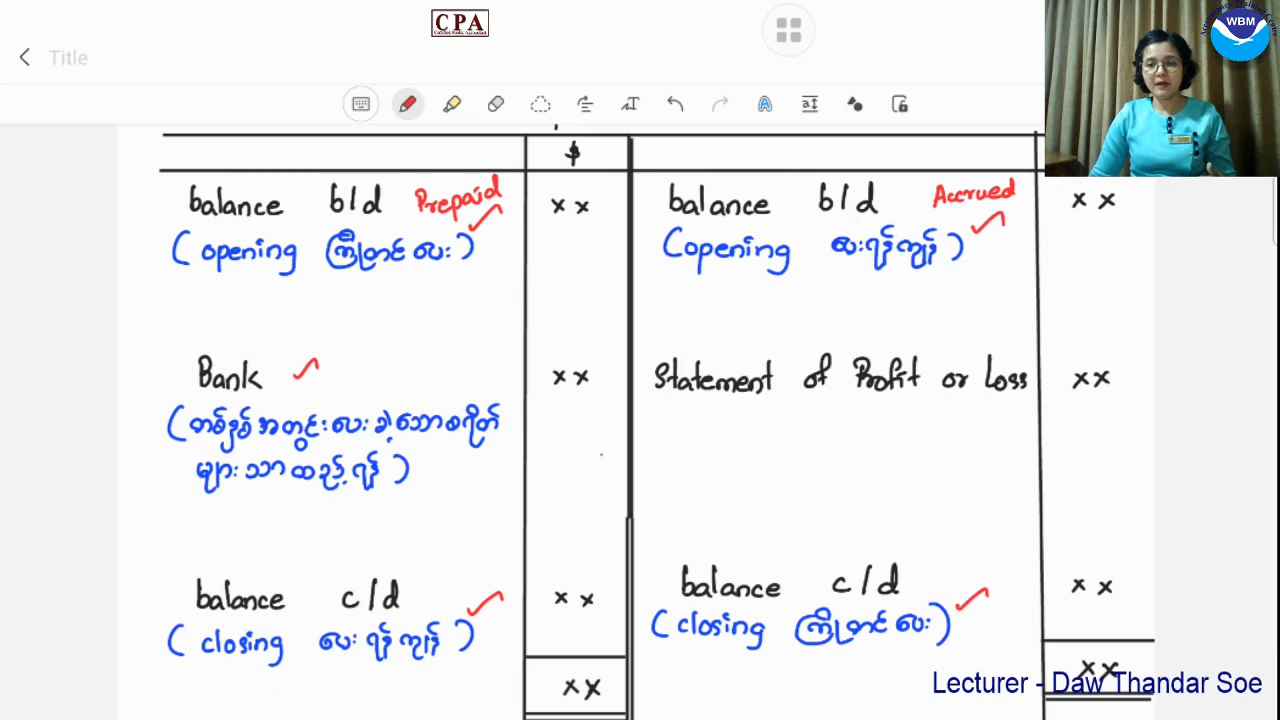 CPA
Title
WBM
$
balance b/d Prepaid xx
(opening ကြိုတင်ပေး)
balance b/d Accrued xx
(opening ပေးရန်ကျန်)
Bank xx
(တစ်နှစ်အတွင်းပေးခဲ့သောစရိတ်
များသာထည့်ရန်)
Statement of Profit or Loss xx
balance c/d xx
(closing ပေးရန်ကျန်)
balance c/d xx
(closing ကြိုတင်ပေး)
xx
xx
Lecturer - Daw Thandar Soe